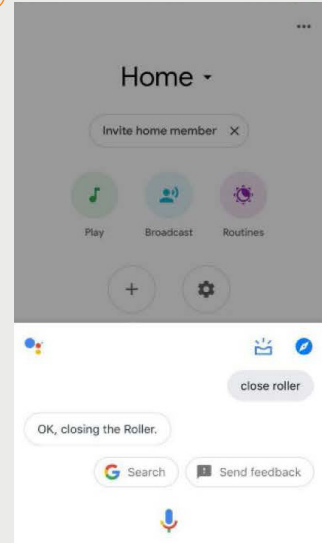 Home
Invite home member X
Play Broadcast Routines
close roller
OK, closing the Roller.
Search Send feedback